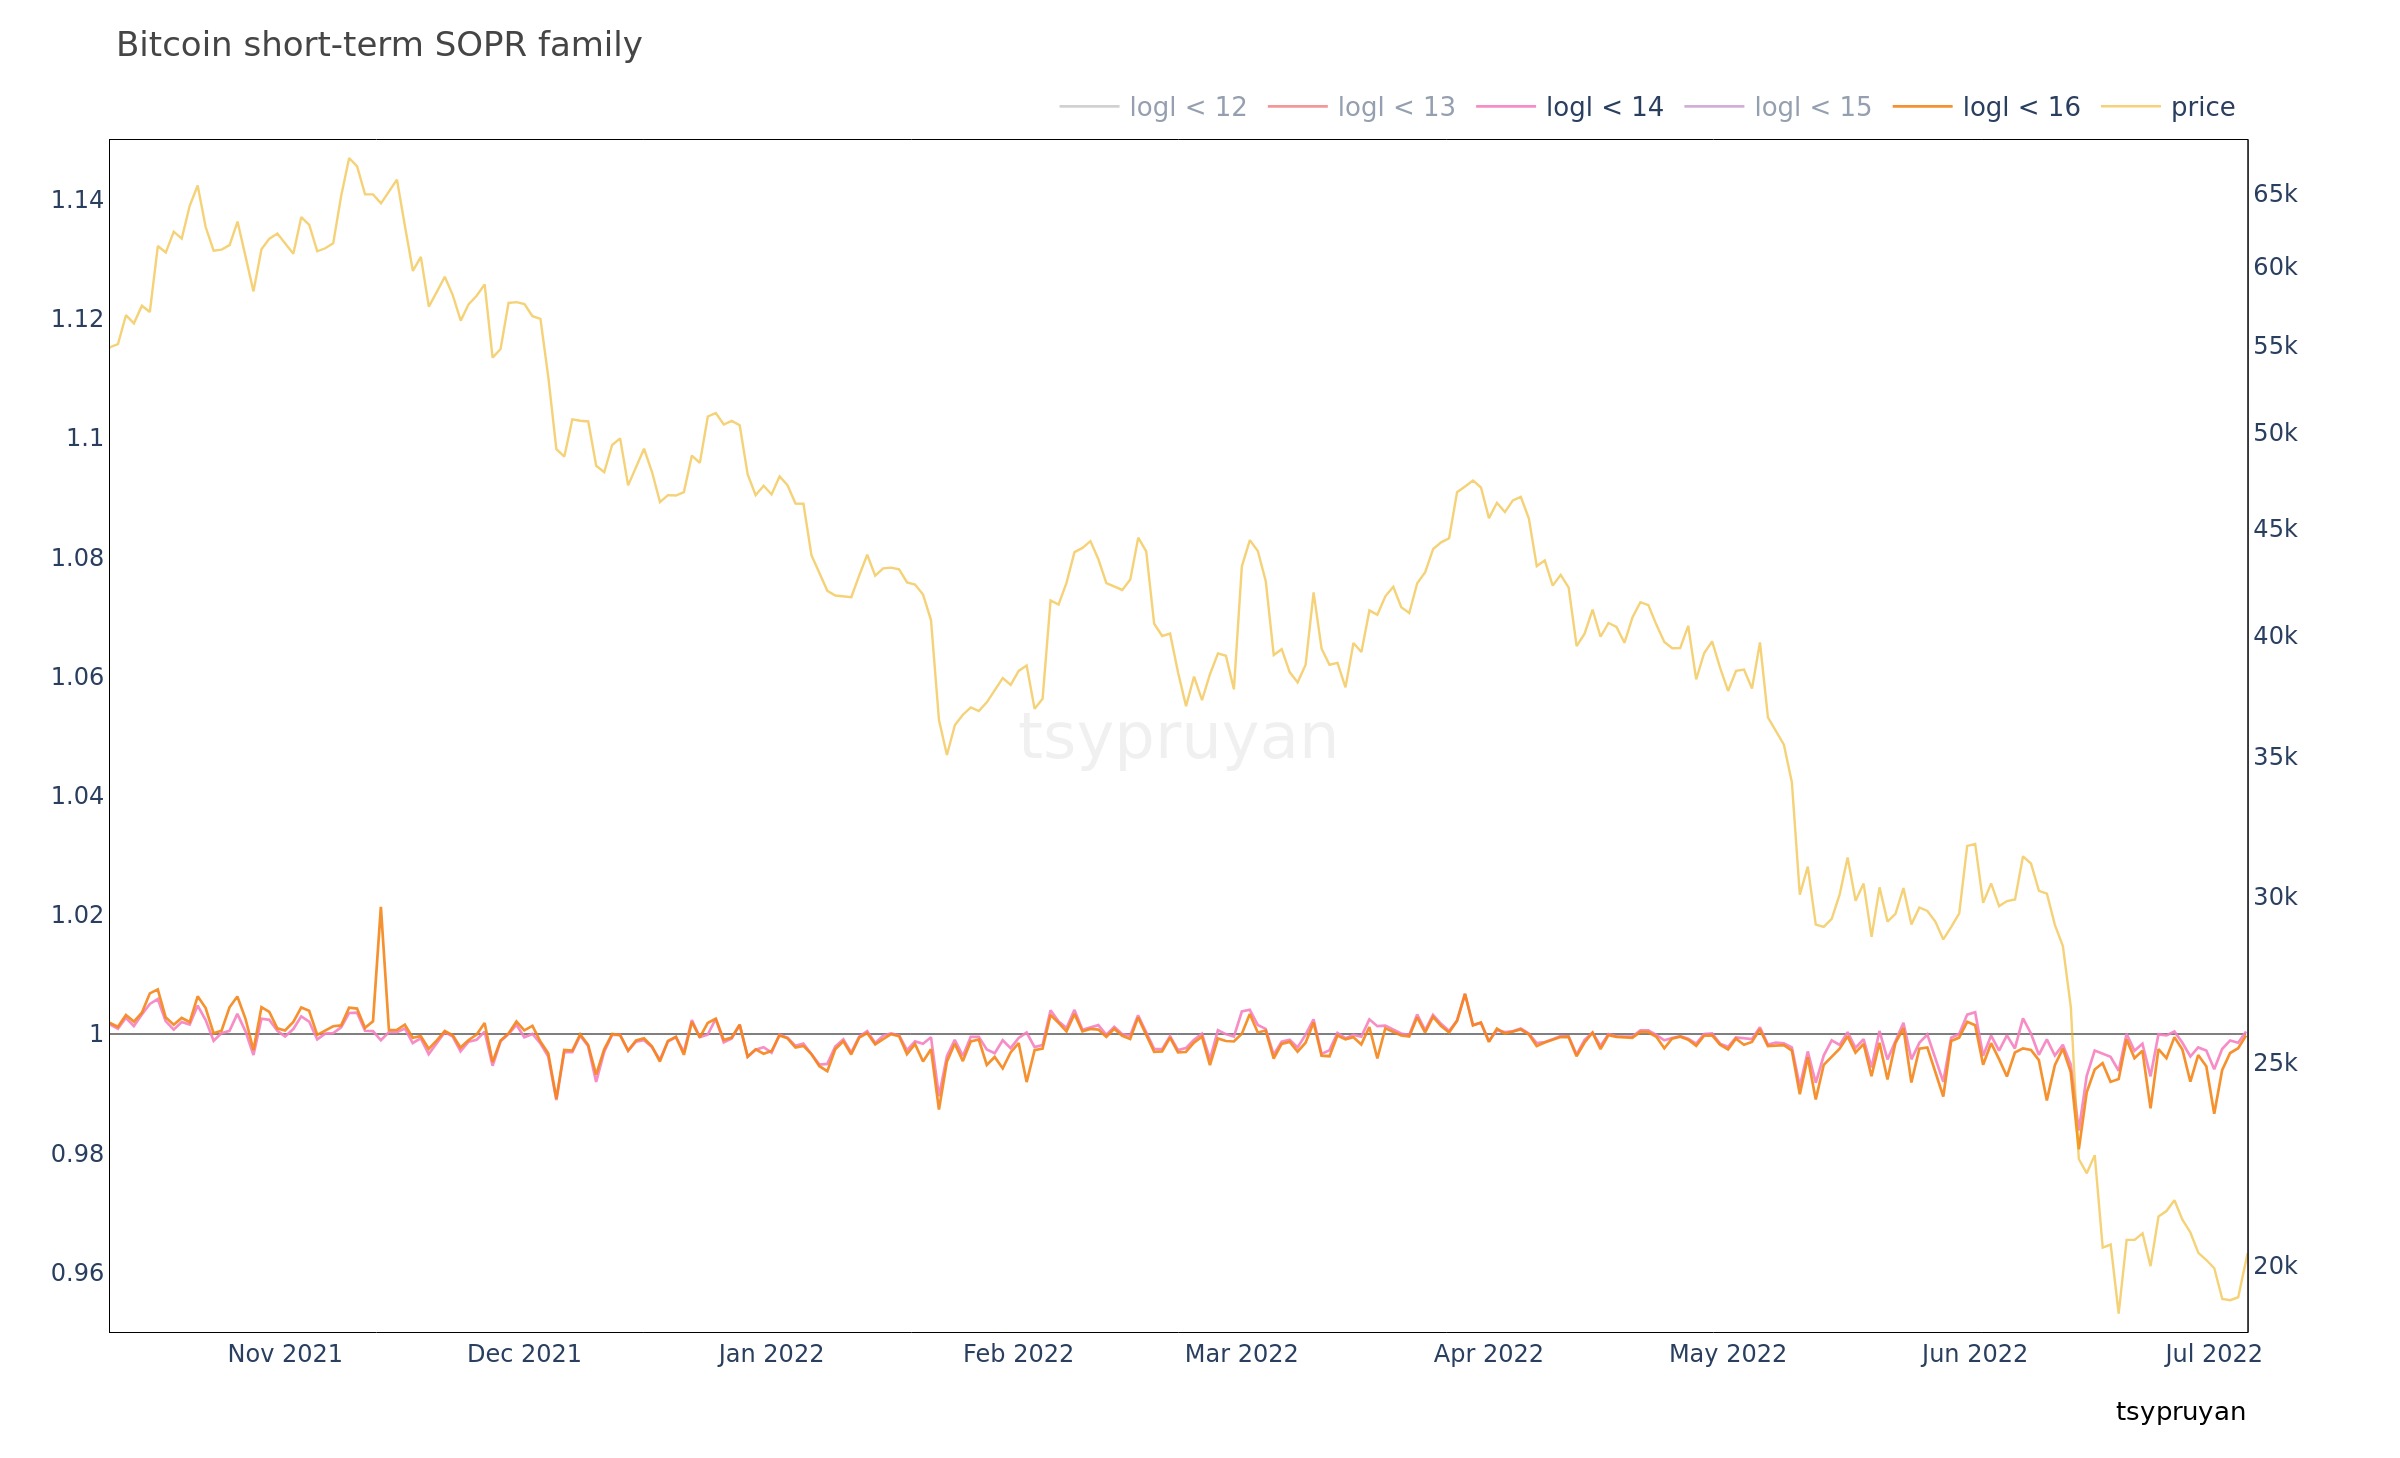 Bitcoin short-term SOPR family
logl < 12 logl < 13 logl < 14 logl < 15 logl < 16 price
1.14
1.12
1.1
1.08
1.06
1.04
1.02
1
0.98
0.96
65k
60k
55k
50k
45k
40k
35k
30k
25k
20k
tsypruyan
Nov 2021 Dec 2021 Jan 2022 Feb 2022 Mar 2022 Apr 2022 May 2022 Jun 2022 Jul 2022
tsypruyan